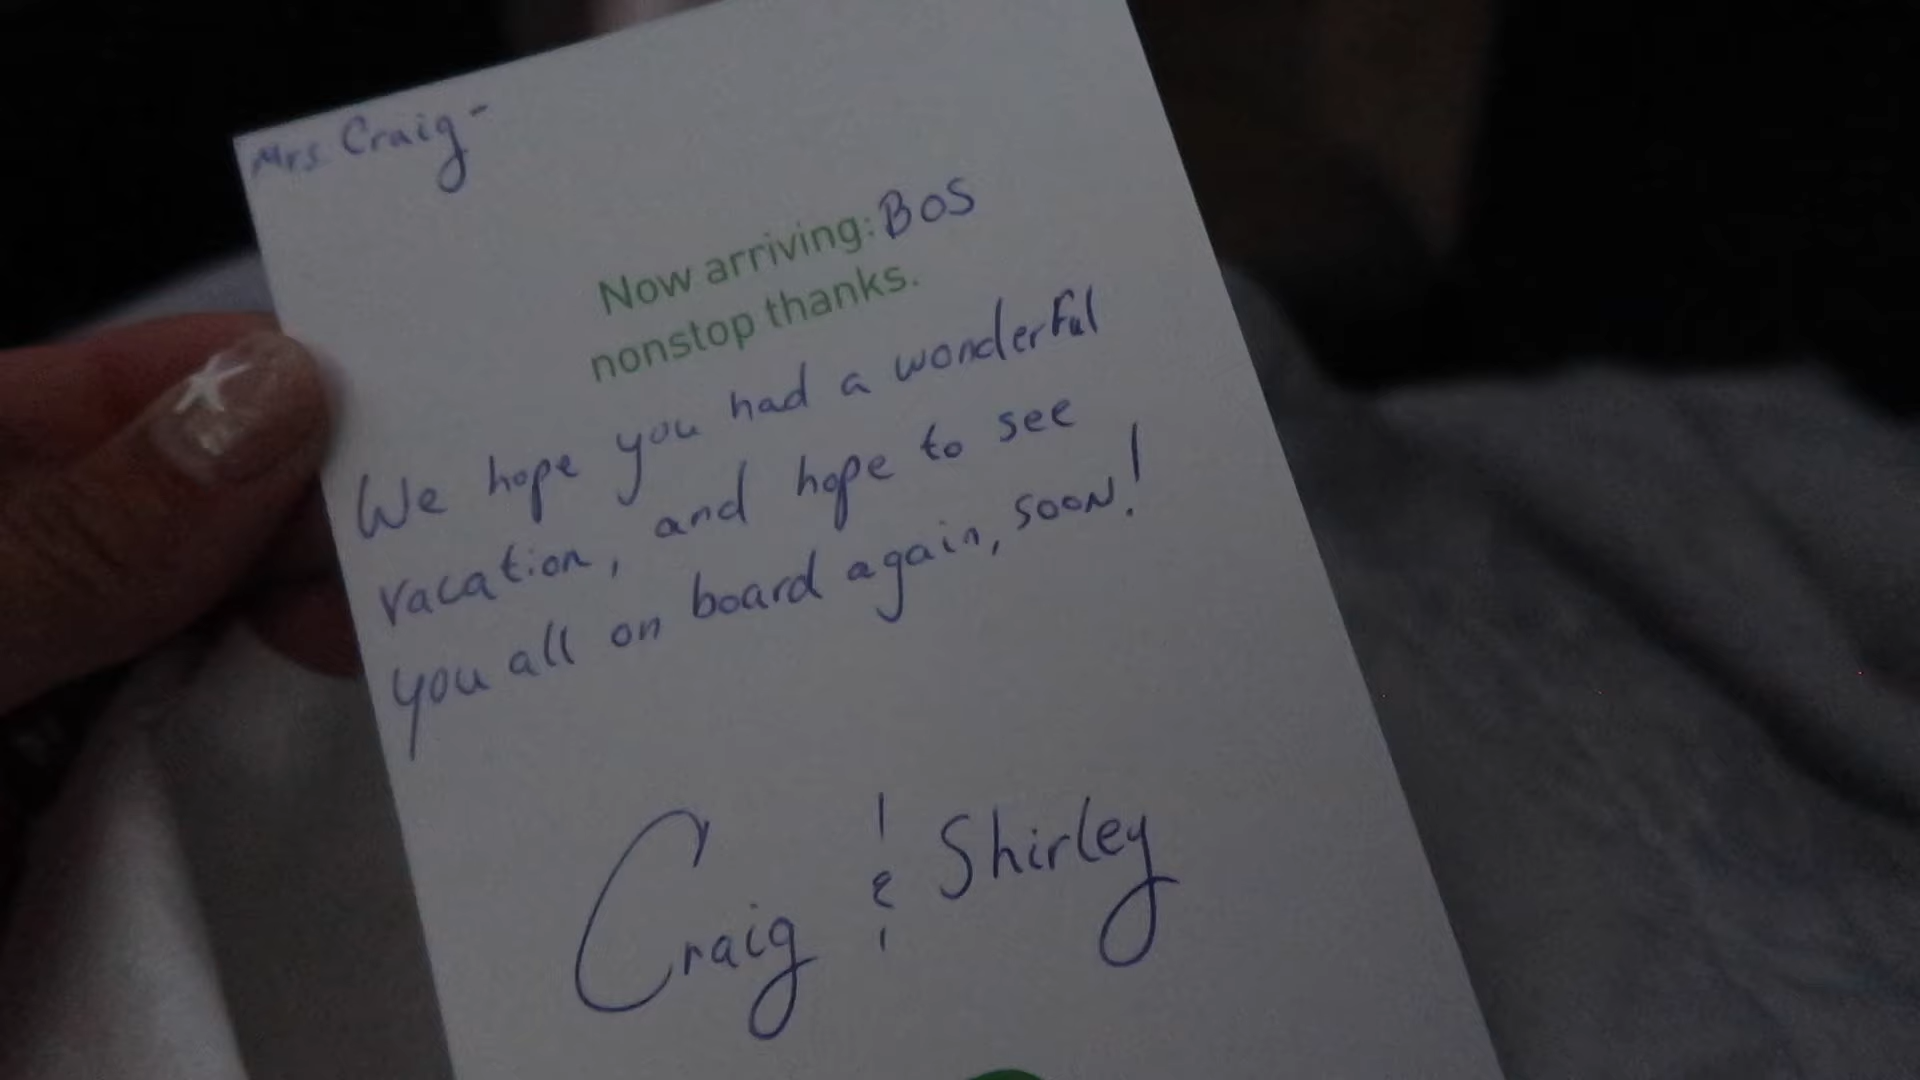 Mrs. Craig-
Now arriving: BOS
nonstop thanks.
We hope you had a wonderful
vacation, and hope to see
you all on board again, soon!
Craig & Shirley